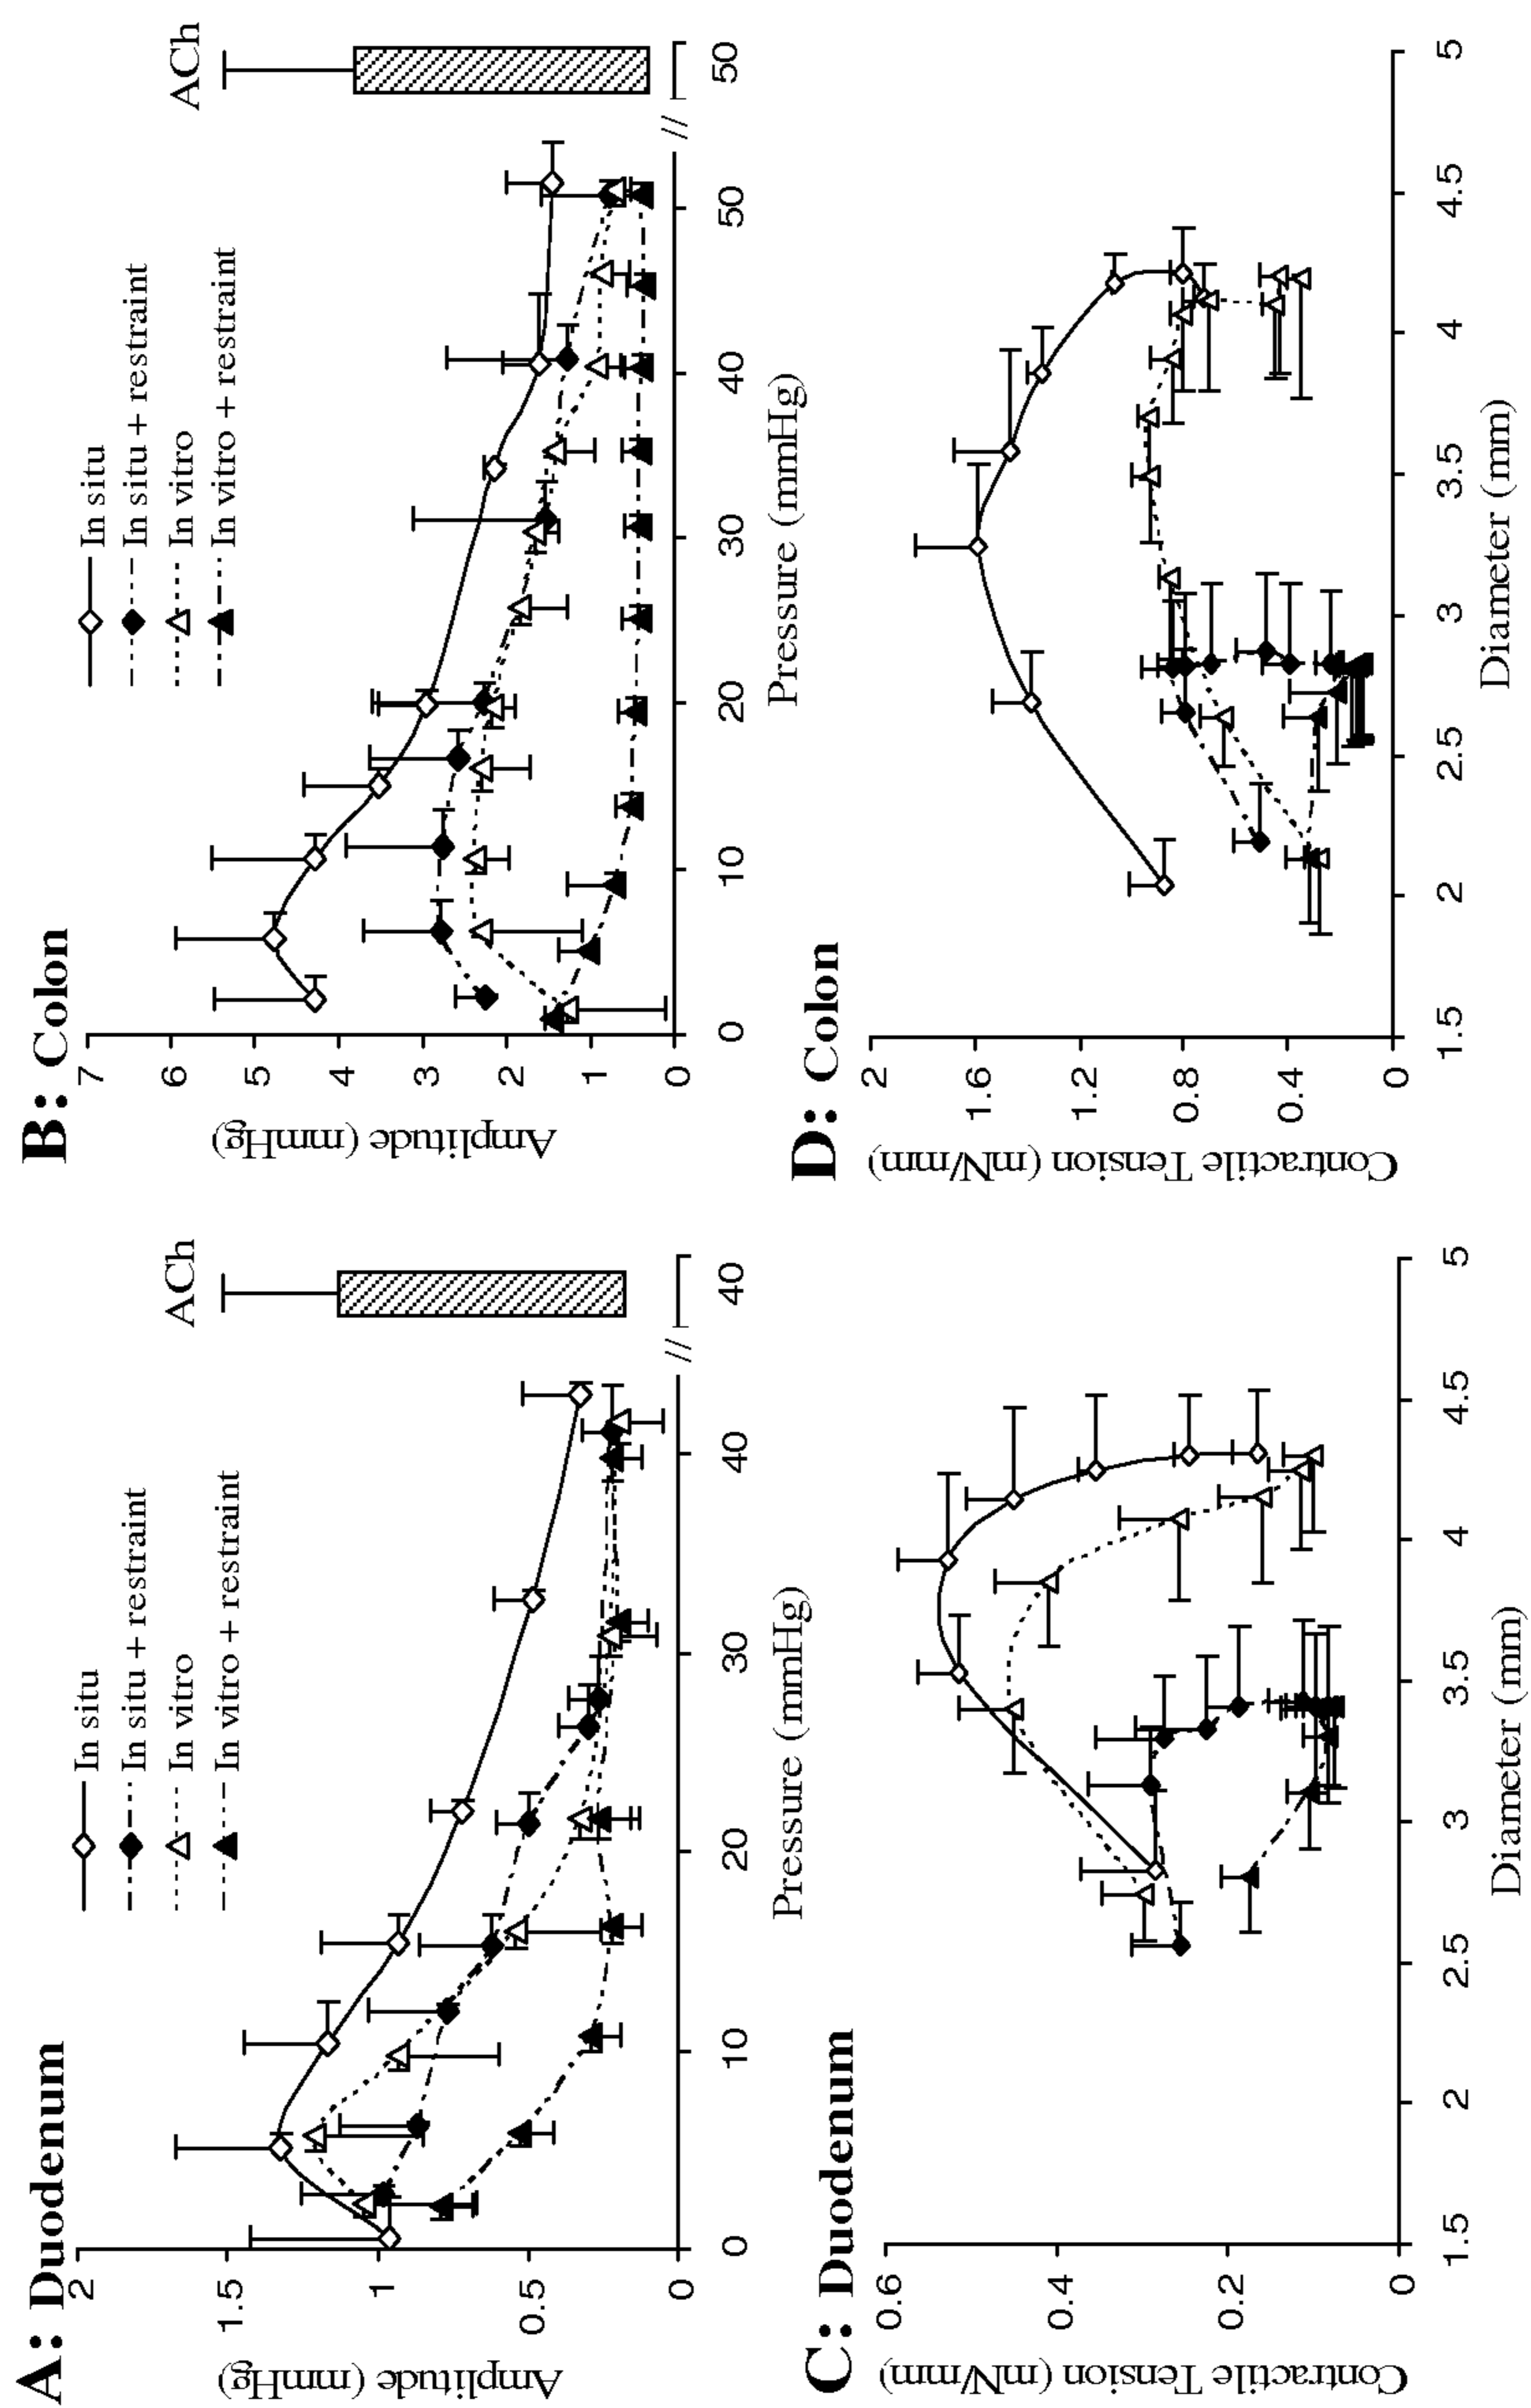 A: Duodenum
Amplitude (mmHg)
2
1.5
1
0.5
0
In situ
In situ + restraint
In vitro
In vitro + restraint
ACh
0
10
20
30
40
//
40
Pressure (mmHg)
B: Colon
Amplitude (mmHg)
7
6
5
4
3
2
1
0
In situ
In situ + restraint
In vitro
In vitro + restraint
ACh
0
10
20
30
40
50
//
50
Pressure (mmHg)
C: Duodenum
Contractile Tension (mN/mm)
0.6
0.4
0.2
0
1.5
2
2.5
3
3.5
4
4.5
5
Diameter (mm)
D: Colon
Contractile Tension (mN/mm)
2
1.6
1.2
0.8
0.4
0
1.5
2
2.5
3
3.5
4
4.5
5
Diameter (mm)